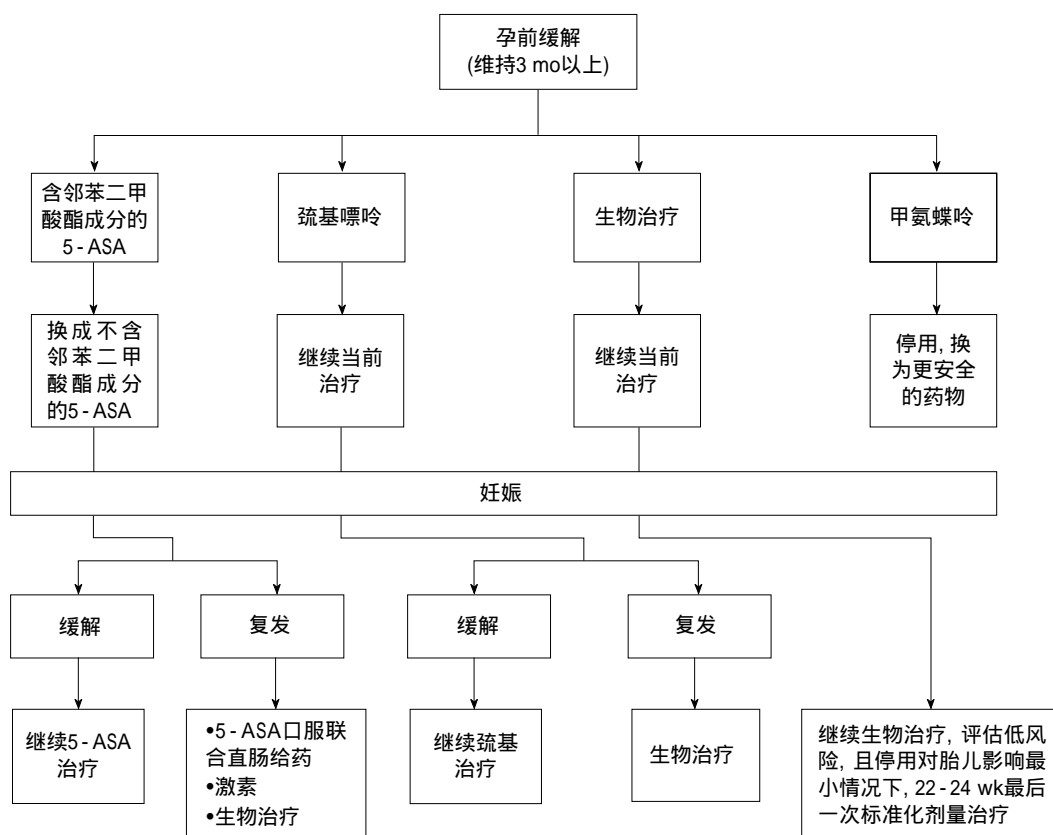 孕前缓解
(维持3 mo以上)
含邻苯二甲
酸酯成分的
5-ASA
巯基嘌呤
生物治疗
甲氨蝶呤
换成不含
邻苯二甲
酸酯成分
的5-ASA
继续当前
治疗
继续当前
治疗
停用, 换
为更安全
的药物
妊娠
缓解
复发
缓解
复发
继续5-ASA
治疗
•5-ASA口服联
合直肠给药
•激素
•生物治疗
继续巯基
治疗
生物治疗
继续生物治疗, 评估低风
险, 且停用对胎儿影响最
小情况下, 22-24 wk最后
一次标准化剂量治疗